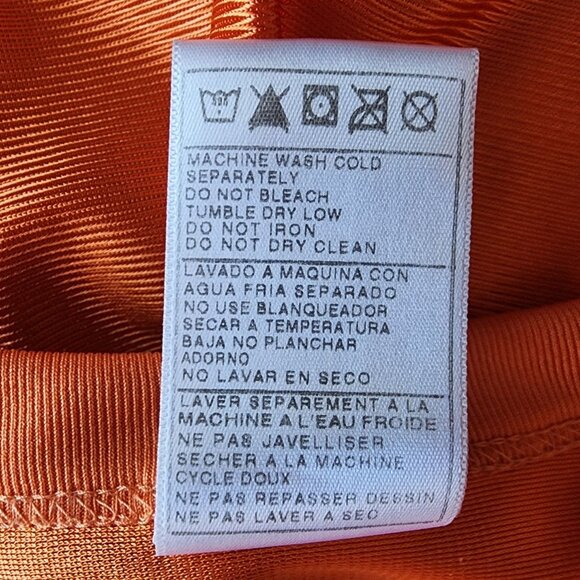 MACHINE WASH COLD
SEPARATELY
DO NOT BLEACH
TUMBLE DRY LOW
DO NOT IRON
DO NOT DRY CLEAN
LAVADO A MAQUINA CON
AGUA FRIA SEPARADO
NO USE BLANQUEADOR
SECAR A TEMPERATURA
BAJA NO PLANCHAR
ADORNO
NO LAVAR EN SECO
LAVER SEPAREMENT A LA
MACHINE A L'EAU FROIDE
NE PAS JAVELLISER
SECHER A LA MACHINE
CYCLE DOUX
NE PAS REPASSER DESSIN
NE PAS LAVER A SEC